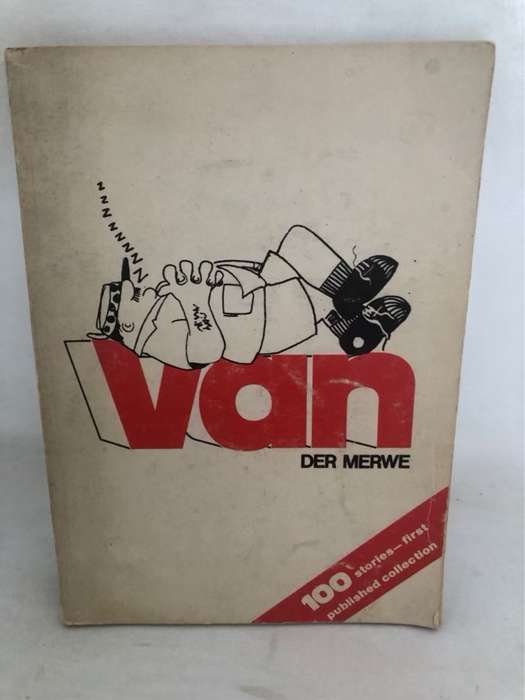 z z z z z z z Z Z
van
DER MERWE
100 stories—first
published collection